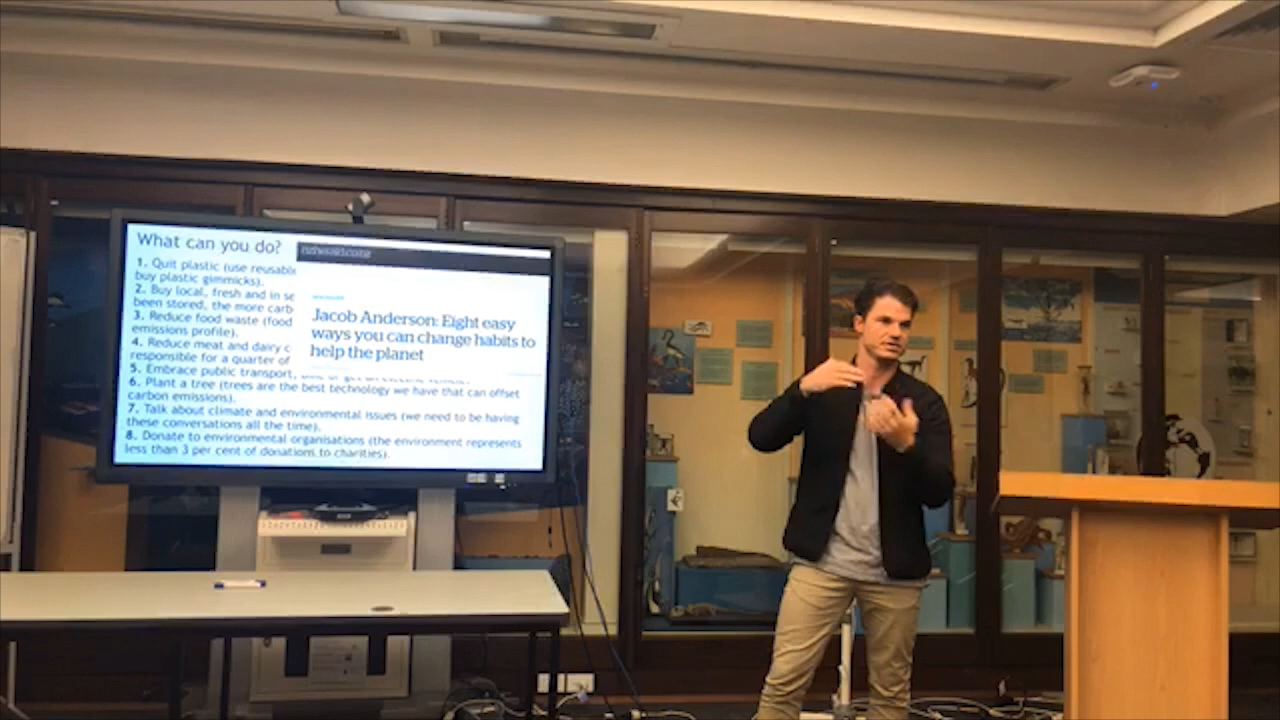 What can you do?
1. Quit plastic (use reusable
buy plastic gimmicks).
2. Buy local, fresh and in se
been stored, the more carb
3. Reduce food waste (food
emissions profile).
4. Reduce meat and dairy c
responsible for a quarter of
5. Embrace public transport,
6. Plant a tree (trees are the best technology we have that can offset
carbon emissions).
7. Talk about climate and environmental issues (we need to be having
these conversations all the time).
8. Donate to environmental organisations (the environment represents
less than 3 per cent of donations to charities).
Jacob Anderson: Eight easy
ways you can change habits to
help the planet